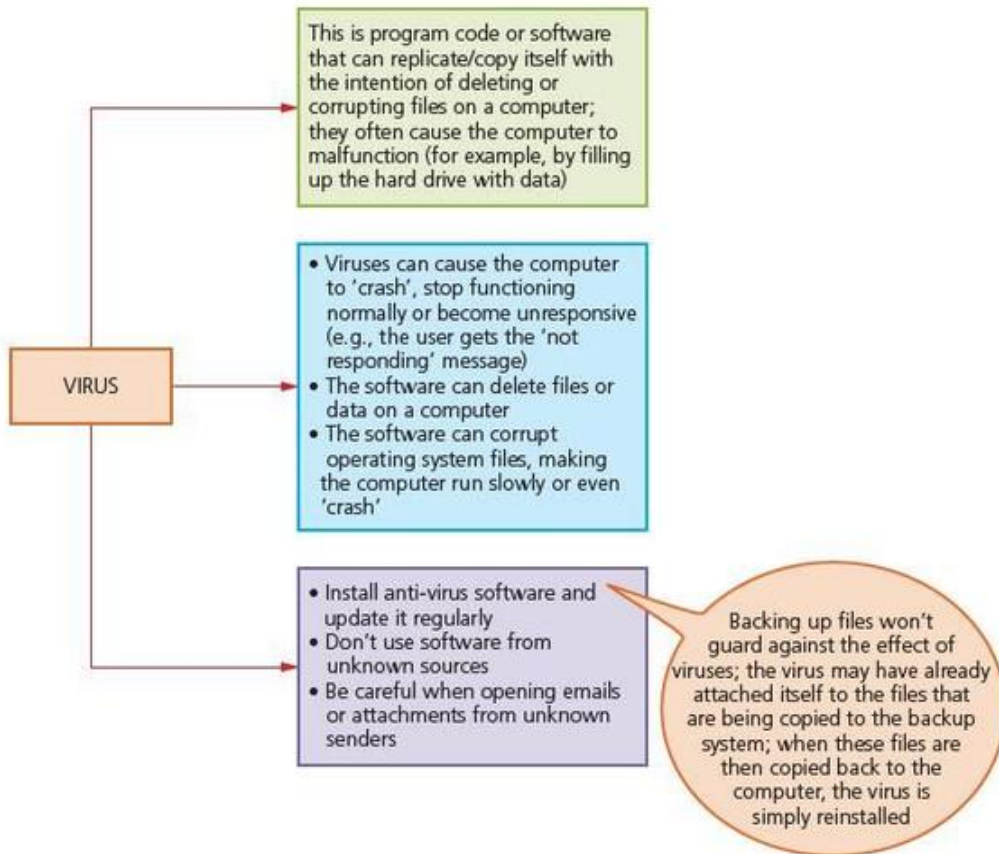 This is program code or software
that can replicate/copy itself with
the intention of deleting or
corrupting files on a computer;
they often cause the computer to
malfunction (for example, by filling
up the hard drive with data)
VIRUS
• Viruses can cause the computer
to ‘crash’, stop functioning
normally or become unresponsive
(e.g., the user gets the ‘not
responding’ message)
• The software can delete files or
data on a computer
• The software can corrupt
operating system files, making
the computer run slowly or even
‘crash’
• Install anti-virus software and
update it regularly
• Don’t use software from
unknown sources
• Be careful when opening emails
or attachments from unknown
senders
Backing up files won’t
guard against the effect of
viruses; the virus may have already
attached itself to the files that
are being copied to the backup
system; when these files are
then copied back to the
computer, the virus is
simply reinstalled